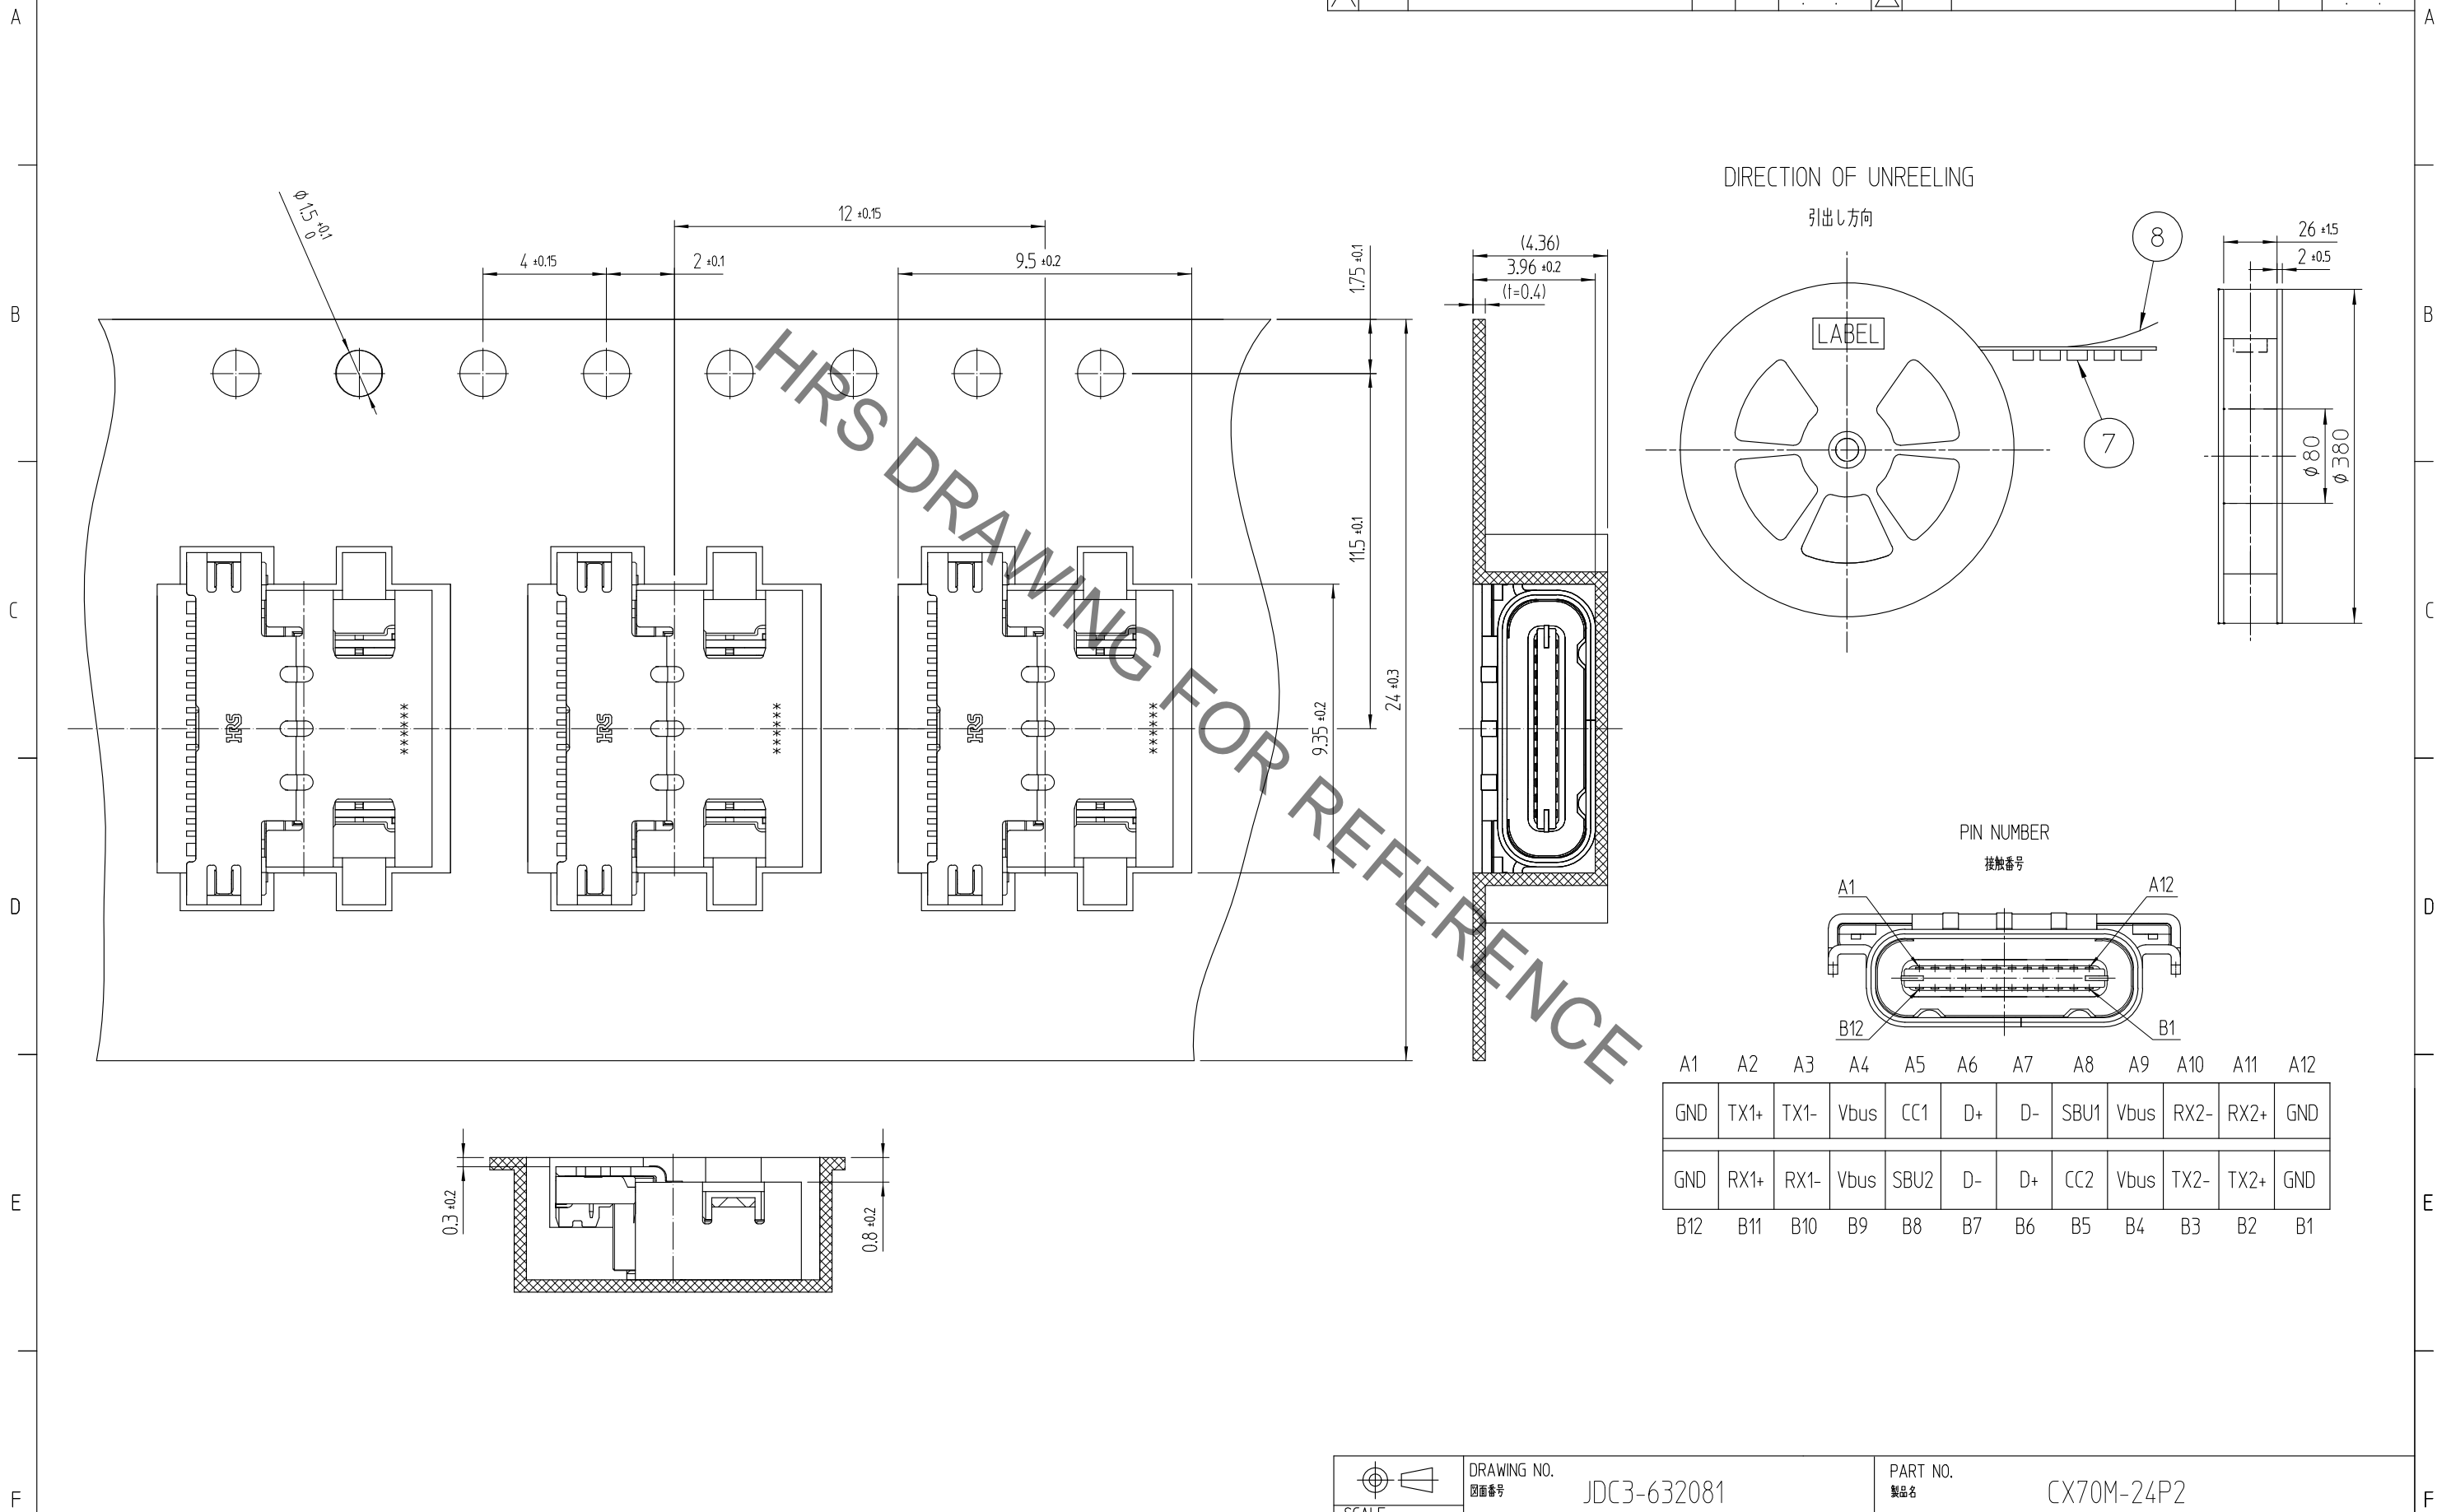 A A
DIRECTION OF UNREELING
引出し方向
8
7
LABEL
26 ±1.5
2 ±0.5
φ80
φ380
φ1.5 +0.1 0
12 ±0.15
4 ±0.15
2 ±0.1
9.5 ±0.2
1.75 ±0.1
11.5 ±0.1
9.35 ±0.2
24 ±0.3
(4.36)
3.96 ±0.2
(t=0.4)
B B
C C
HRS HRS HRS
****** ****** ******
HRS DRAWING FOR REFERENCE
PIN NUMBER
接触番号
A1 A12
B12 B1
D D
A1 A2 A3 A4 A5 A6 A7 A8 A9 A10 A11 A12
GND TX1+ TX1- Vbus CC1 D+ D- SBU1 Vbus RX2- RX2+ GND
GND RX1+ RX1- Vbus SBU2 D- D+ CC2 Vbus TX2- TX2+ GND
B12 B11 B10 B9 B8 B7 B6 B5 B4 B3 B2 B1
0.3 ±0.2
0.8 ±0.2
E E
DRAWING NO.
図面番号
JDC3-632081
PART NO.
製品名
CX70M-24P2
SCALE
F F